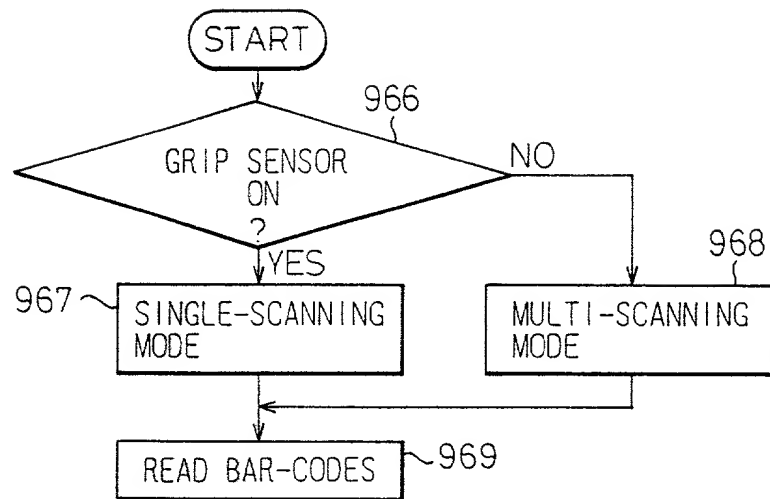 START
966
GRIP SENSOR
ON
?
NO
YES
967
SINGLE-SCANNING
MODE
968
MULTI-SCANNING
MODE
READ BAR-CODES
969